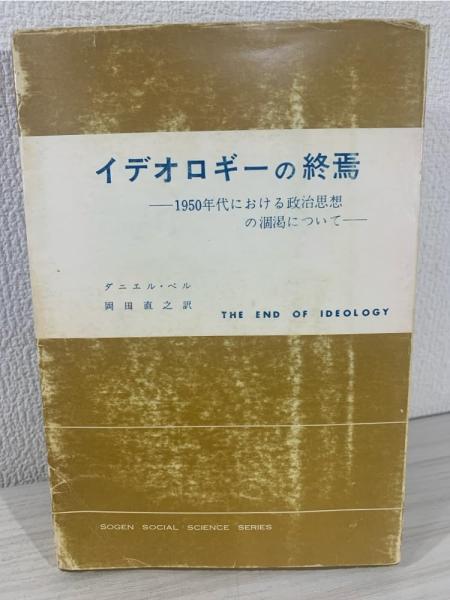 イデオロギーの終焉
――1950年代における政治思想
の涸渇について――
ダニエル・ベル
岡田直之訳
THE END OF IDEOLOGY
SOGEN SOCIAL SCIENCE SERIES